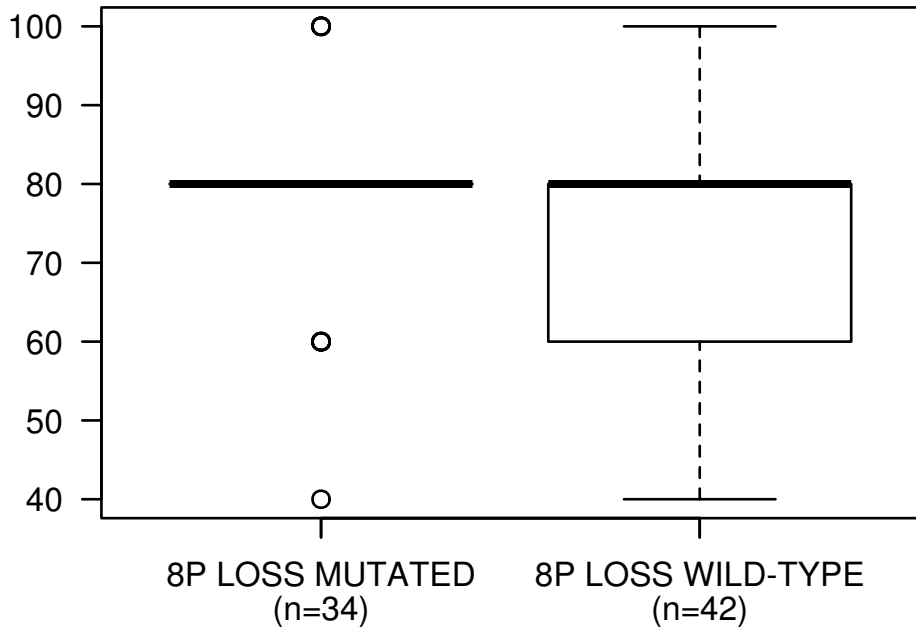 100
90
80
70
60
50
40
8P LOSS MUTATED
(n=34)
8P LOSS WILD-TYPE
(n=42)